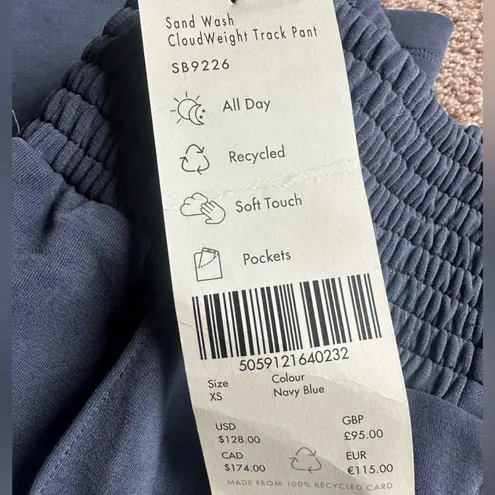 Sand Wash
CloudWeight Track Pant
SB9226
All Day
Recycled
Soft Touch
Pockets
5059121640232
Size
XS
Colour
Navy Blue
USD
$128.00
GBP
£95.00
CAD
$174.00
EUR
€115.00
MADE FROM 100% RECYCLED CARD